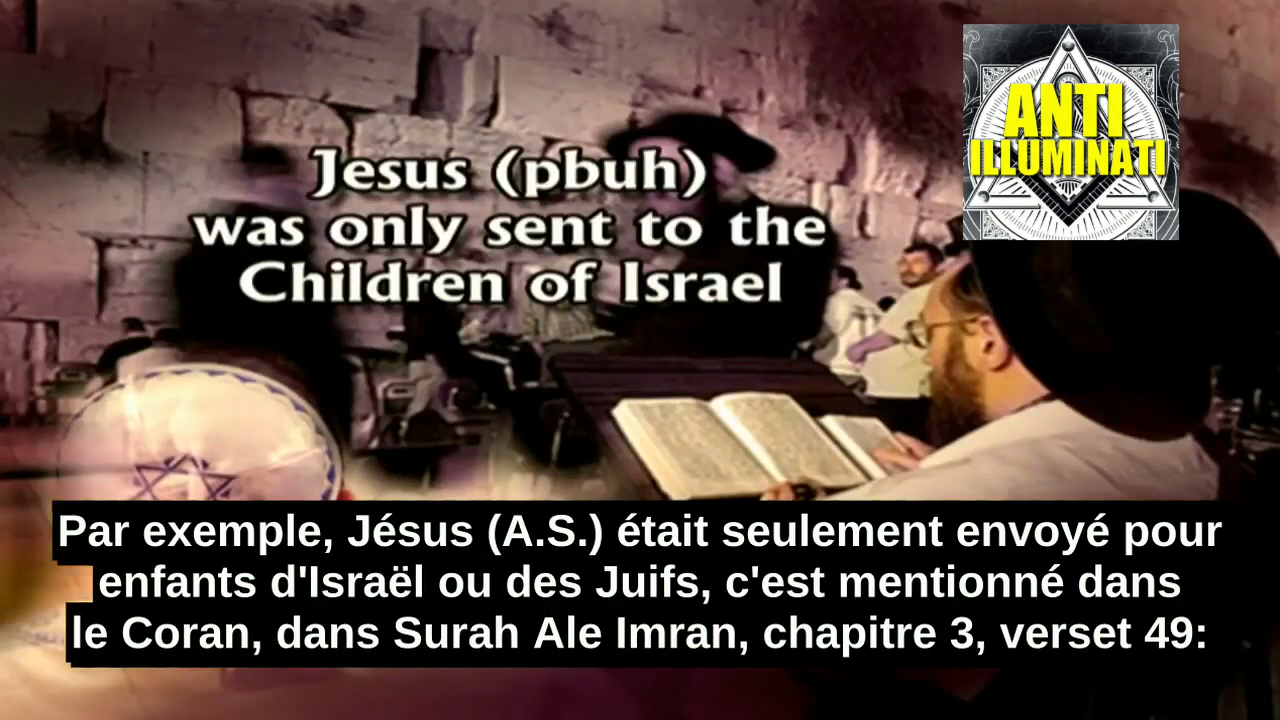 ANTI
ILLUMINATI
Jesus (pbuh)
was only sent to the
Children of Israel
Par exemple, Jésus (A.S.) était seulement envoyé pour
enfants d'Israël ou des Juifs, c'est mentionné dans
le Coran, dans Surah Ale Imran, chapitre 3, verset 49: